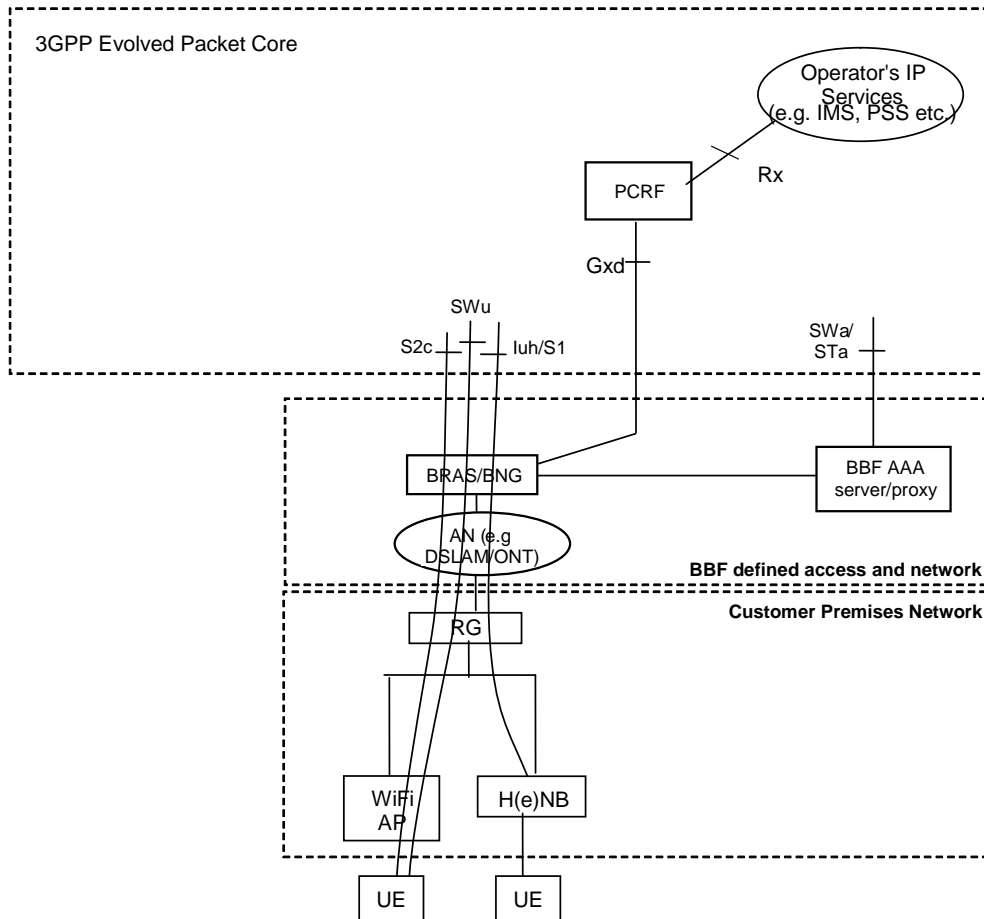 3GPP Evolved Packet Core
Operator's IP
Services
(e.g. IMS, PSS etc.)
Rx
PCRF
Gxd
SWu
S2c
Iuh/S1
SWa/
STa
BRAS/BNG
BBF AAA
server/proxy
AN (e.g
DSLAM/ONT)
BBF defined access and network
Customer Premises Network
RG
WiFi
AP
H(e)NB
UE
UE